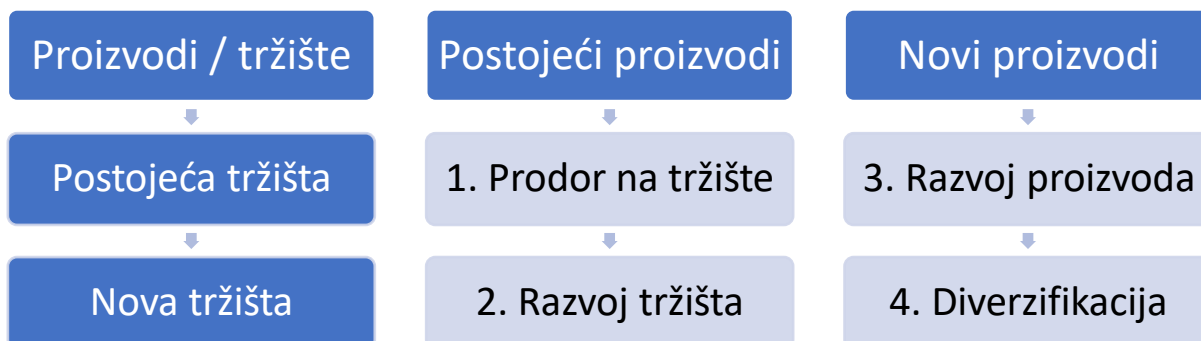 Proizvodi / tržište
Postojeći proizvodi
Novi proizvodi
Postojeća tržišta
1. Prodor na tržište
3. Razvoj proizvoda
Nova tržišta
2. Razvoj tržišta
4. Diverzifikacija